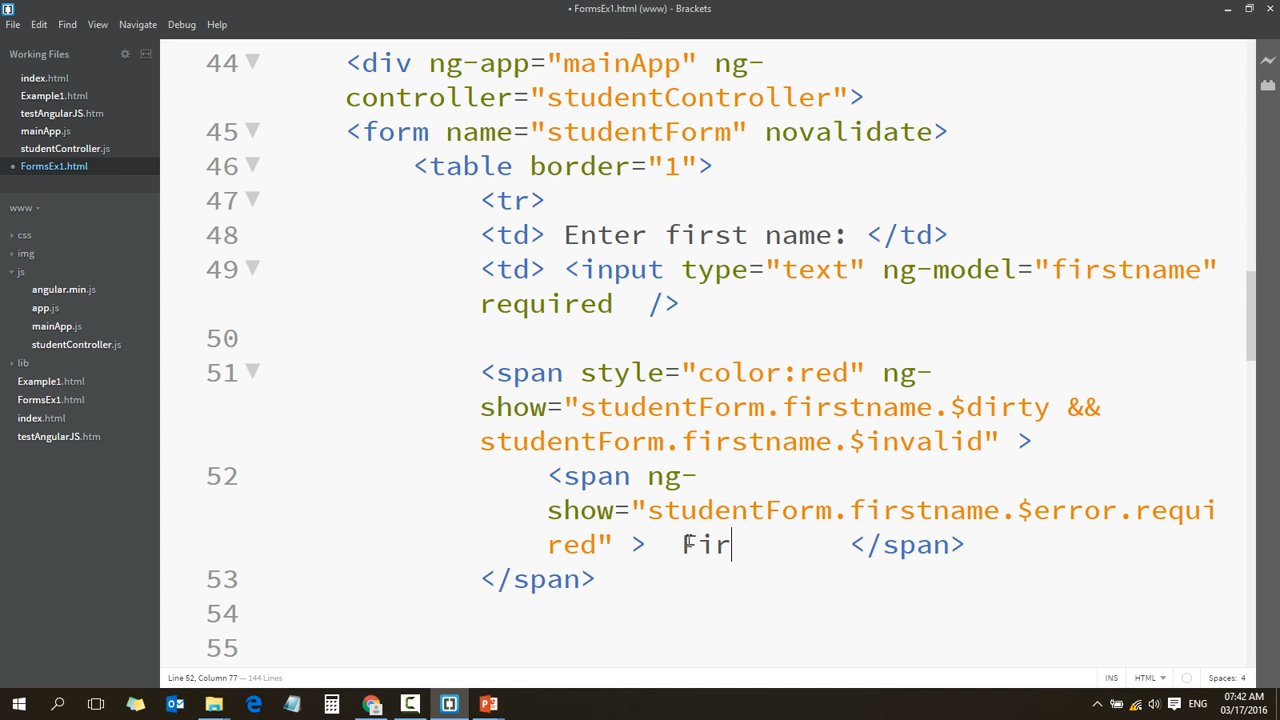 • FormsEx1.html (www) - Brackets
File Edit Find View Navigate Debug Help
Working Files
index.html
Example1.html
testAngularJS.htm
mainApp.js
studentController.js
• FormsEx1.html
www
css
img
js
angular.min.js
app.js
mainApp.js
studentController.js
lib
Example1.html
FormsEx1.html
index.html
testAngularJS.htm
44 <div ng-app="mainApp" ng-
controller="studentController">
45 <form name="studentForm" novalidate>
46 <table border="1">
47 <tr>
48 <td> Enter first name: </td>
49 <td> <input type="text" ng-model="firstname"
required />
50
51 <span style="color:red" ng-
show="studentForm.firstname.$dirty &&
studentForm.firstname.$invalid" >
52 <span ng-
show="studentForm.firstname.$error.requi
red" > Fir </span>
53 </span>
54
55
Line 52, Column 77 — 144 Lines
INS HTML Spaces: 4
ENG 07:42 AM
03/17/2016